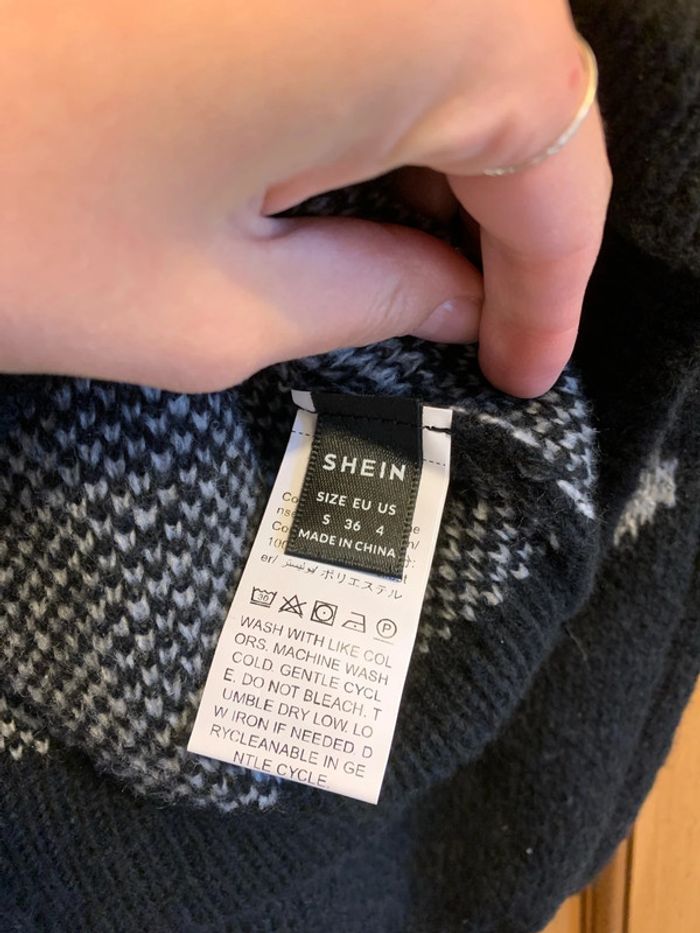 SHEIN
SIZE EU US
S 36 4
MADE IN CHINA
er/ بوليستر/ ポリエステル
30
P
WASH WITH LIKE COL
ORS. MACHINE WASH
COLD. GENTLE CYCL
E. DO NOT BLEACH. T
UMBLE DRY LOW. LO
W IRON IF NEEDED. D
RYCLEANABLE IN GE
NTLE CYCLE.